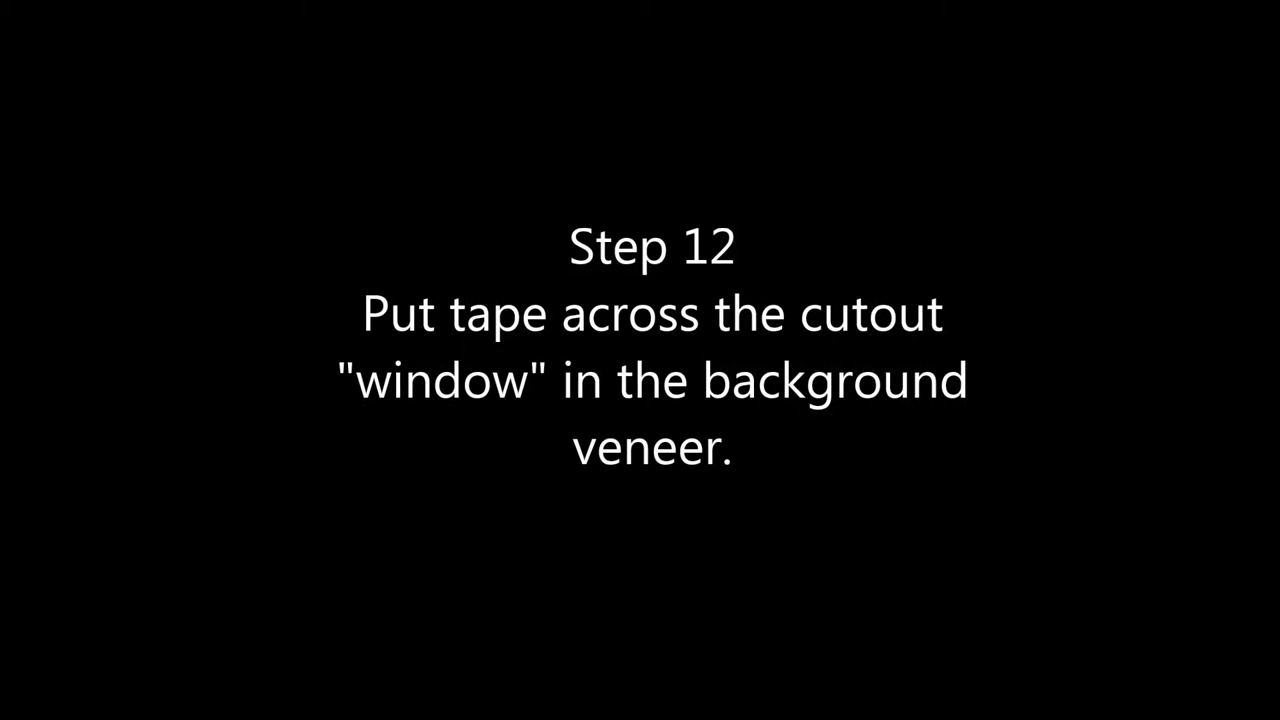 Step 12
Put tape across the cutout
"window" in the background
veneer.